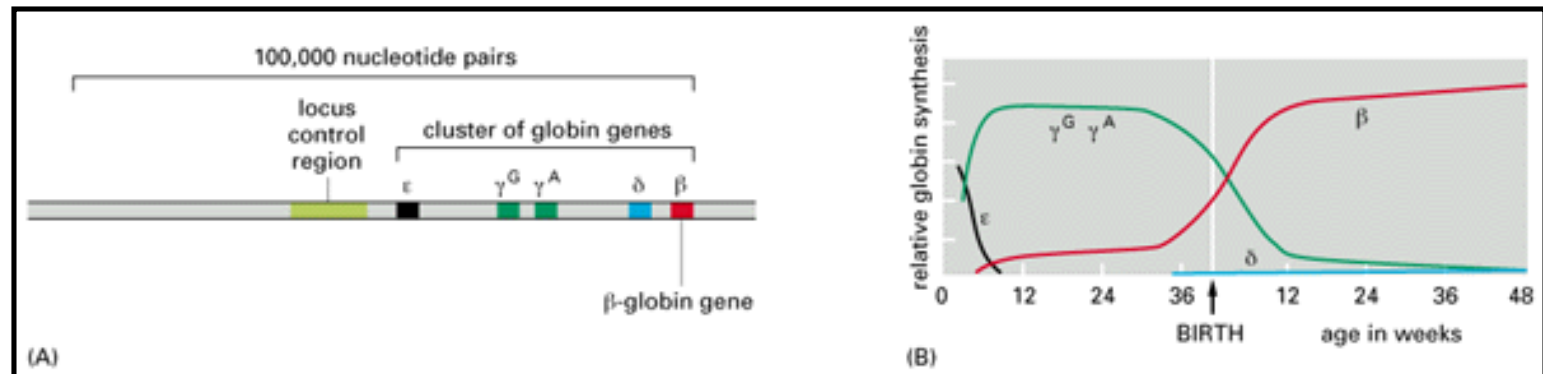 100,000 nucleotide pairs
locus
control
region
cluster of globin genes
ε
γG γA
δ
β
β-globin gene
(A)
relative globin synthesis
γG γA
β
ε
δ
0 12 24 36 12 24 36 48
BIRTH
age in weeks
(B)